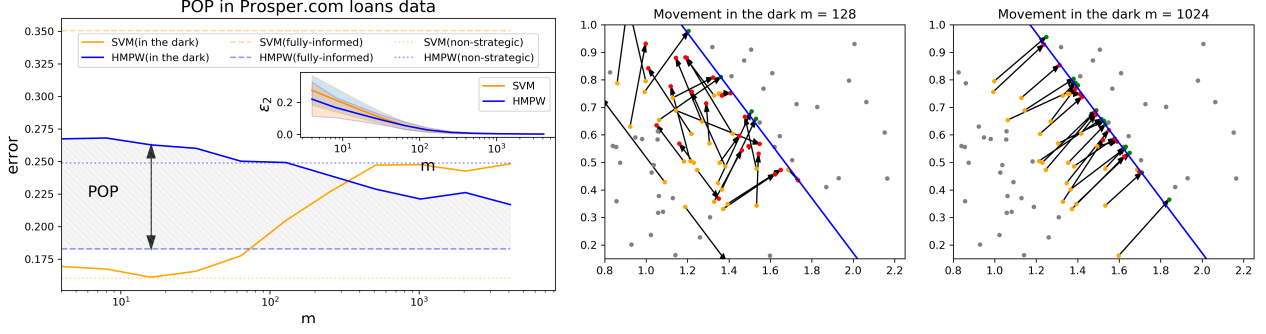 POP in Prosper.com loans data
SVM(in the dark)
HMPW(in the dark)
SVM(fully-informed)
HMPW(fully-informed)
SVM(non-strategic)
HMPW(non-strategic)
error
0.350
0.325
0.300
0.275
0.250
0.225
0.200
0.175
POP
ε₂
0.2
0.0
SVM
HMPW
10¹
10²
10³
m
10¹
10²
10³
m
Movement in the dark m = 128
1.0
0.9
0.8
0.7
0.6
0.5
0.4
0.3
0.2
0.8 1.0 1.2 1.4 1.6 1.8 2.0 2.2
Movement in the dark m = 1024
1.0
0.9
0.8
0.7
0.6
0.5
0.4
0.3
0.2
0.8 1.0 1.2 1.4 1.6 1.8 2.0 2.2